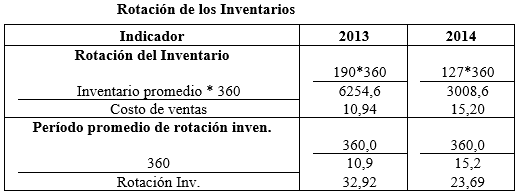 Rotación de los Inventarios
Indicador 2013 2014
Rotación del Inventario
190*360 127*360
Inventario promedio * 360 6254,6 3008,6
Costo de ventas 10,94 15,20
Período promedio de rotación inven.
360,0 360,0
360 10,9 15,2
Rotación Inv. 32,92 23,69